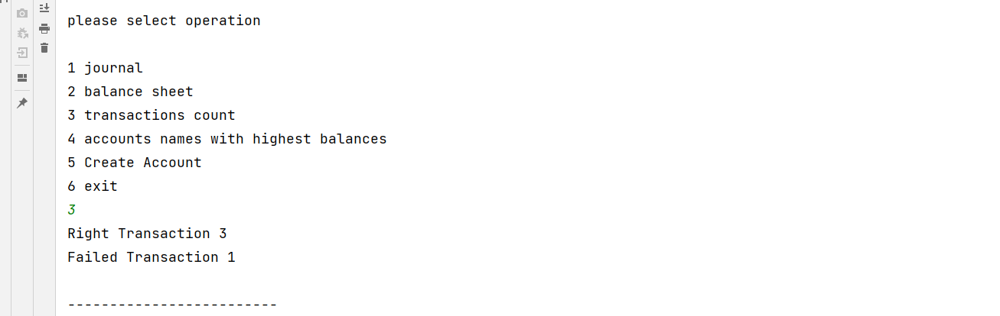 please select operation
1 journal
2 balance sheet
3 transactions count
4 accounts names with highest balances
5 Create Account
6 exit
3
Right Transaction 3
Failed Transaction 1
-------------------------